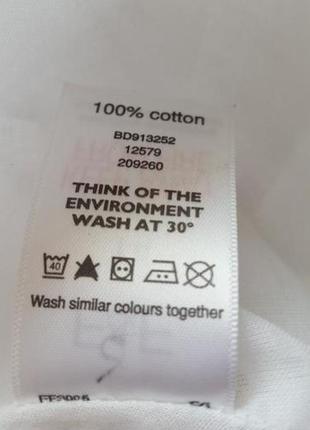 100% cotton
BD913252
12579
209260
THINK OF THE
ENVIRONMENT
WASH AT 30°
40
Wash similar colours together